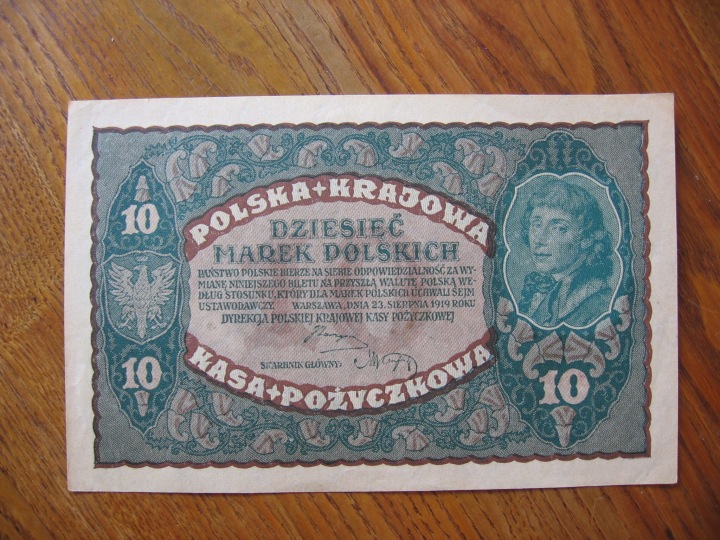 POLSKA + KRAJOWA
10
DZIESIĘĆ
MAREK POLSKICH
PAŃSTWO POLSKIE BIERZE NA SIEBIE ODPOWIEDZIALNOŚĆ ZA WY-
MIANĘ NINIEJSZEGO BILETU NA PRZYSZŁĄ WALUTĘ POLSKĄ WE-
DŁUG STOSUNKU, KTÓRY DLA MAREK POLSKICH UCHWALI SEJM
USTAWODAWCZY. WARSZAWA, DNIA 23. SIERPNIA 1919 ROKU
DYREKCJA POLSKIEJ KRAJOWEJ KASY POŻYCZKOWEJ
SKARBNIK GŁÓWNY:
10
10
KASA + POŻYCZKOWA